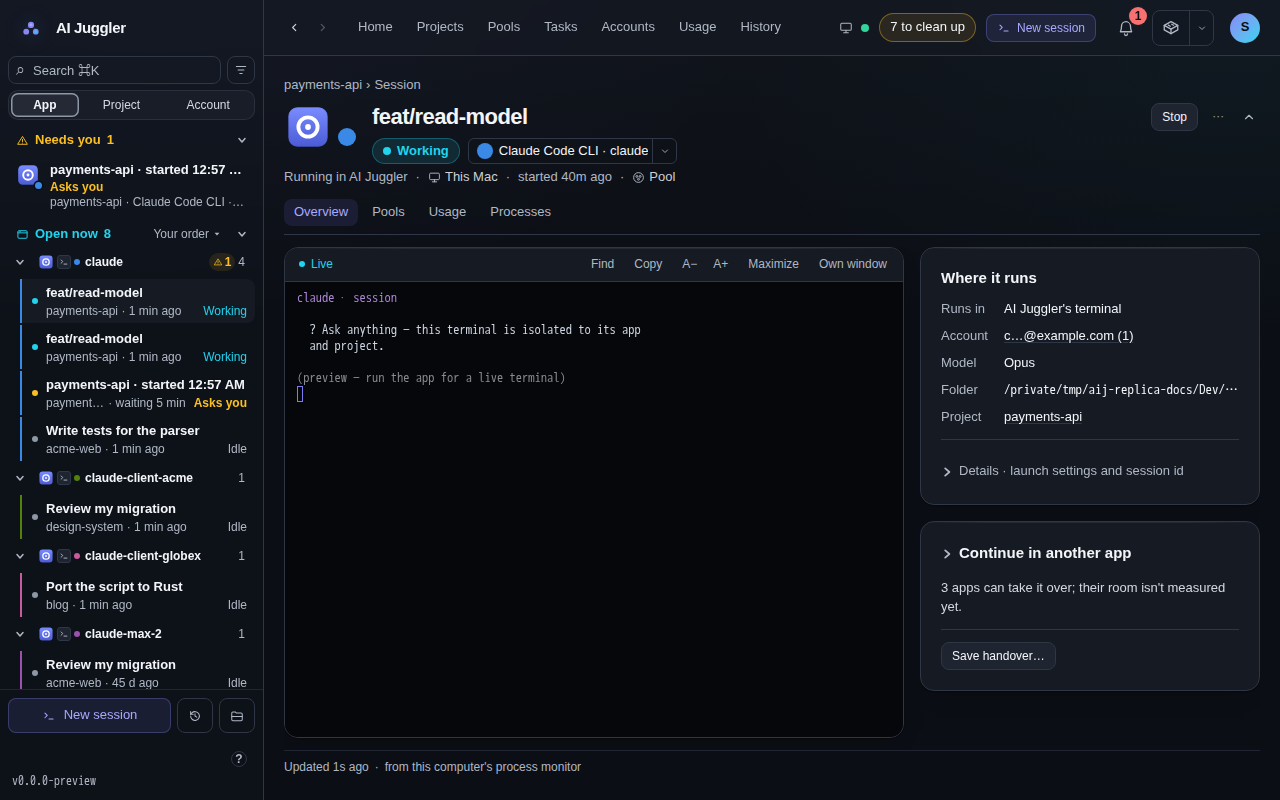 AI Juggler
Search ⌘K
App Project Account
Needs you 1
payments-api · started 12:57 …
Asks you
payments-api · Claude Code CLI ·…
Open now 8 Your order
claude 1 4
feat/read-model
payments-api · 1 min ago Working
feat/read-model
payments-api · 1 min ago Working
payments-api · started 12:57 AM
payment… · waiting 5 min Asks you
Write tests for the parser
acme-web · 1 min ago Idle
claude-client-acme 1
Review my migration
design-system · 1 min ago Idle
claude-client-globex 1
Port the script to Rust
blog · 1 min ago Idle
claude-max-2 1
Review my migration
acme-web · 45 d ago Idle
New session
?
v0.0.0-preview
Home Projects Pools Tasks Accounts Usage History
7 to clean up
New session
1
S
payments-api › Session
feat/read-model
Stop ···
Working Claude Code CLI · claude
Running in AI Juggler · This Mac · started 40m ago · Pool
Overview Pools Usage Processes
Live Find Copy A− A+ Maximize Own window
claude · session
? Ask anything — this terminal is isolated to its app
and project.
(preview — run the app for a live terminal)
Where it runs
Runs in AI Juggler's terminal
Account c…@example.com (1)
Model Opus
Folder /private/tmp/aij-replica-docs/Dev/…
Project payments-api
Details · launch settings and session id
Continue in another app
3 apps can take it over; their room isn't measured
yet.
Save handover…
Updated 1s ago · from this computer's process monitor